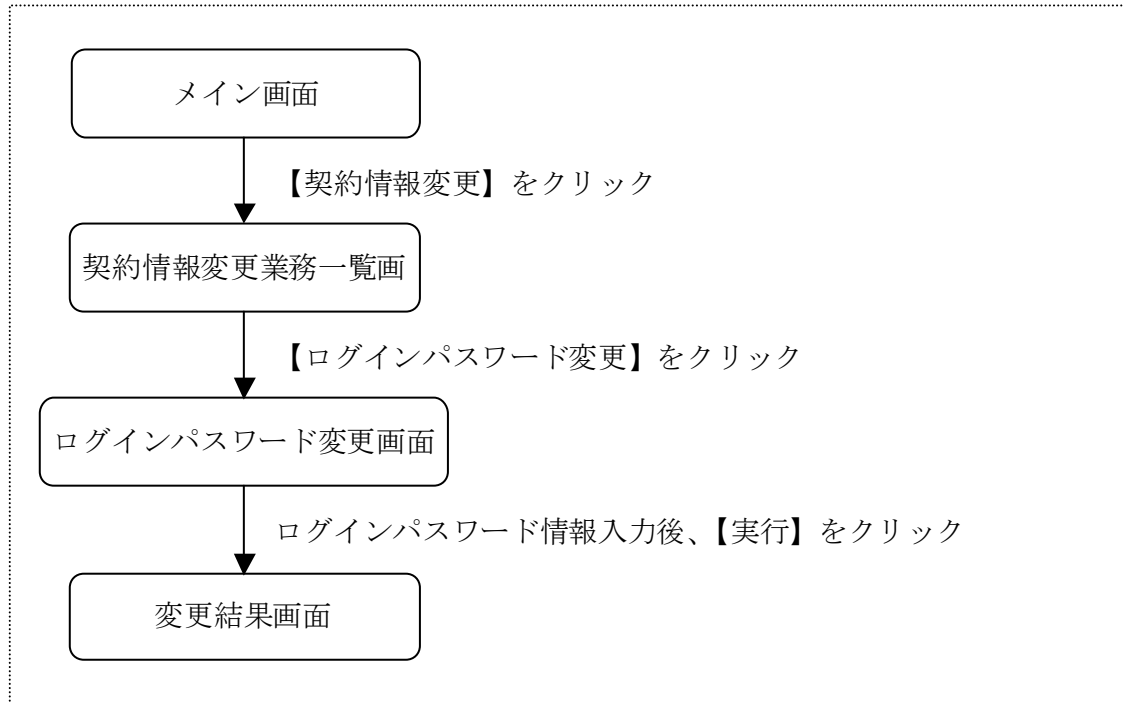 メイン画面
【契約情報変更】をクリック
契約情報変更業務一覧画
【ログインパスワード変更】をクリック
ログインパスワード変更画面
ログインパスワード情報入力後、【実行】をクリック
変更結果画面